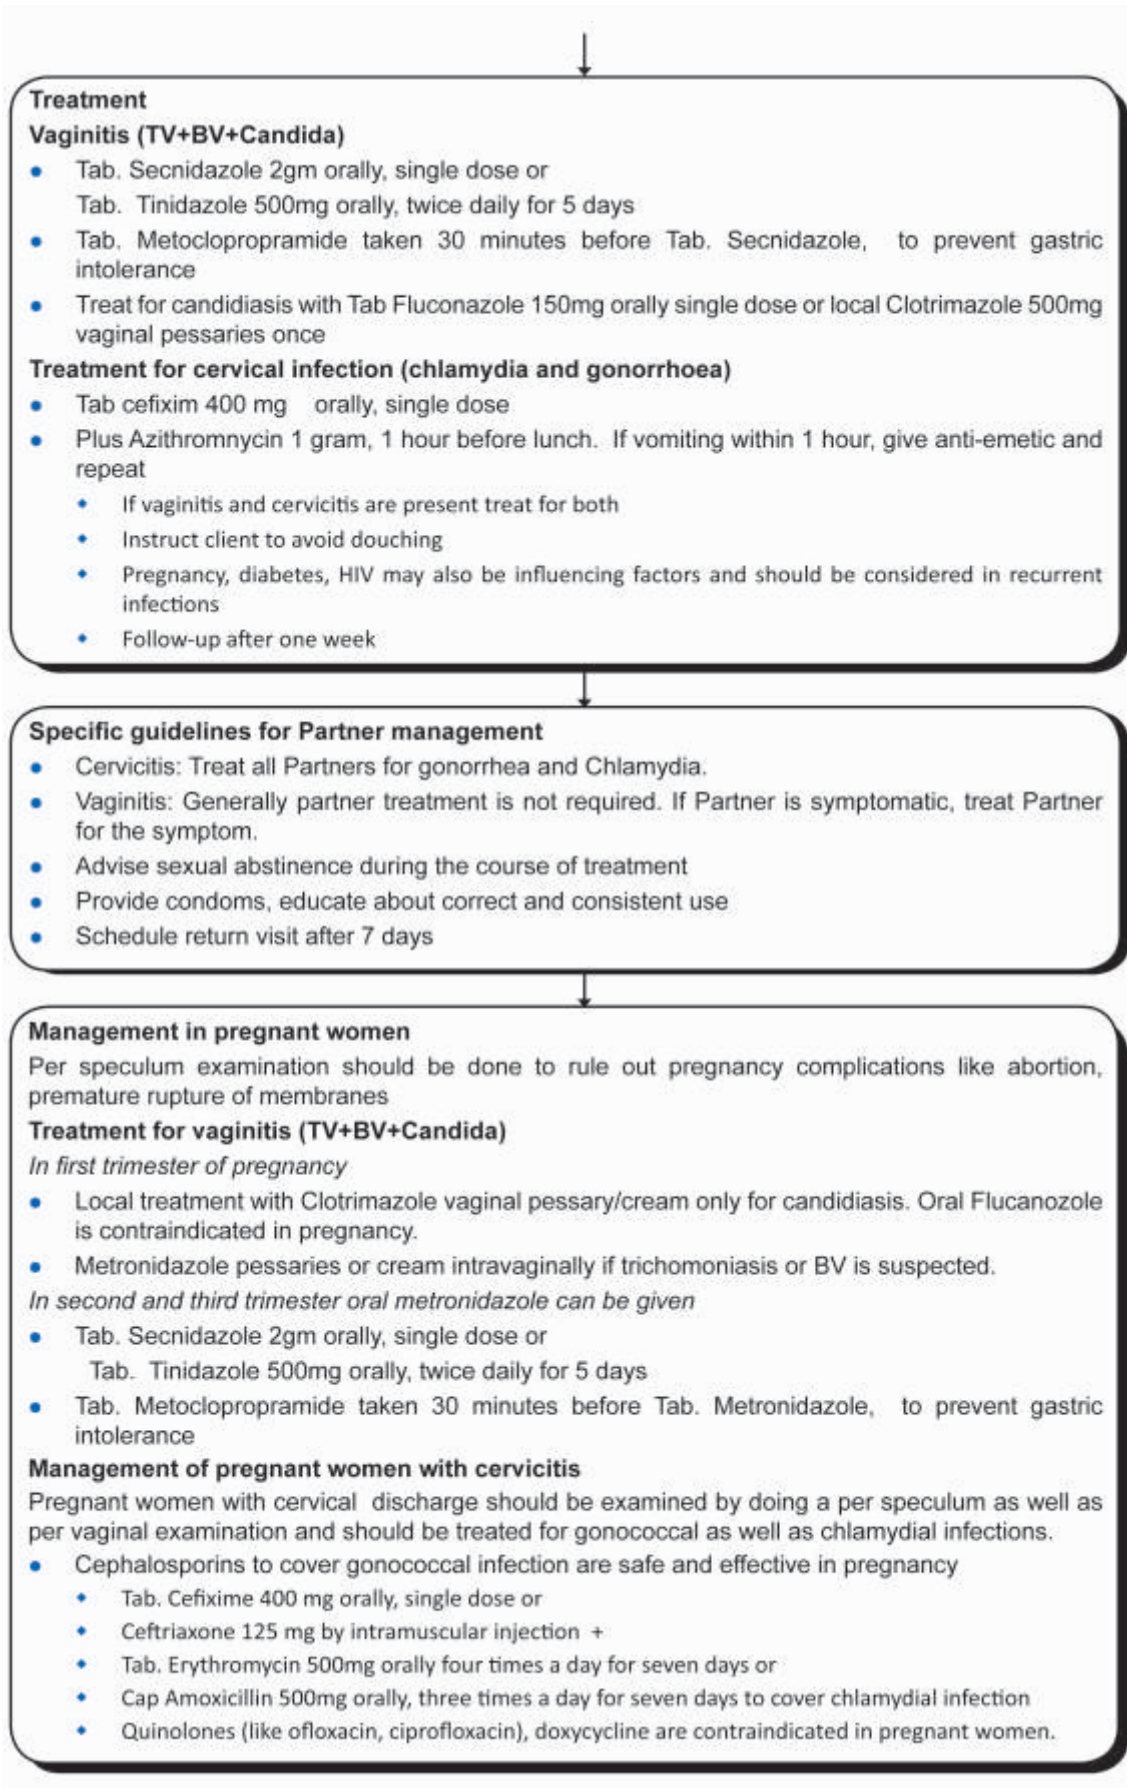 Treatment
Vaginitis (TV+BV+Candida)
● Tab. Secnidazole 2gm orally, single dose or
Tab. Tinidazole 500mg orally, twice daily for 5 days
● Tab. Metoclopropramide taken 30 minutes before Tab. Secnidazole, to prevent gastric
intolerance
● Treat for candidiasis with Tab Fluconazole 150mg orally single dose or local Clotrimazole 500mg
vaginal pessaries once
Treatment for cervical infection (chlamydia and gonorrhoea)
● Tab cefixim 400 mg orally, single dose
● Plus Azithromnycin 1 gram, 1 hour before lunch. If vomiting within 1 hour, give anti-emetic and
repeat
◆ If vaginitis and cervicitis are present treat for both
◆ Instruct client to avoid douching
◆ Pregnancy, diabetes, HIV may also be influencing factors and should be considered in recurrent
infections
◆ Follow-up after one week
Specific guidelines for Partner management
● Cervicitis: Treat all Partners for gonorrhea and Chlamydia.
● Vaginitis: Generally partner treatment is not required. If Partner is symptomatic, treat Partner
for the symptom.
● Advise sexual abstinence during the course of treatment
● Provide condoms, educate about correct and consistent use
● Schedule return visit after 7 days
Management in pregnant women
Per speculum examination should be done to rule out pregnancy complications like abortion,
premature rupture of membranes
Treatment for vaginitis (TV+BV+Candida)
In first trimester of pregnancy
● Local treatment with Clotrimazole vaginal pessary/cream only for candidiasis. Oral Flucanozole
is contraindicated in pregnancy.
● Metronidazole pessaries or cream intravaginally if trichomoniasis or BV is suspected.
In second and third trimester oral metronidazole can be given
● Tab. Secnidazole 2gm orally, single dose or
Tab. Tinidazole 500mg orally, twice daily for 5 days
● Tab. Metoclopropramide taken 30 minutes before Tab. Metronidazole, to prevent gastric
intolerance
Management of pregnant women with cervicitis
Pregnant women with cervical discharge should be examined by doing a per speculum as well as
per vaginal examination and should be treated for gonococcal as well as chlamydial infections.
● Cephalosporins to cover gonococcal infection are safe and effective in pregnancy
◆ Tab. Cefixime 400 mg orally, single dose or
◆ Ceftriaxone 125 mg by intramuscular injection +
◆ Tab. Erythromycin 500mg orally four times a day for seven days or
◆ Cap Amoxicillin 500mg orally, three times a day for seven days to cover chlamydial infection
◆ Quinolones (like ofloxacin, ciprofloxacin), doxycycline are contraindicated in pregnant women.